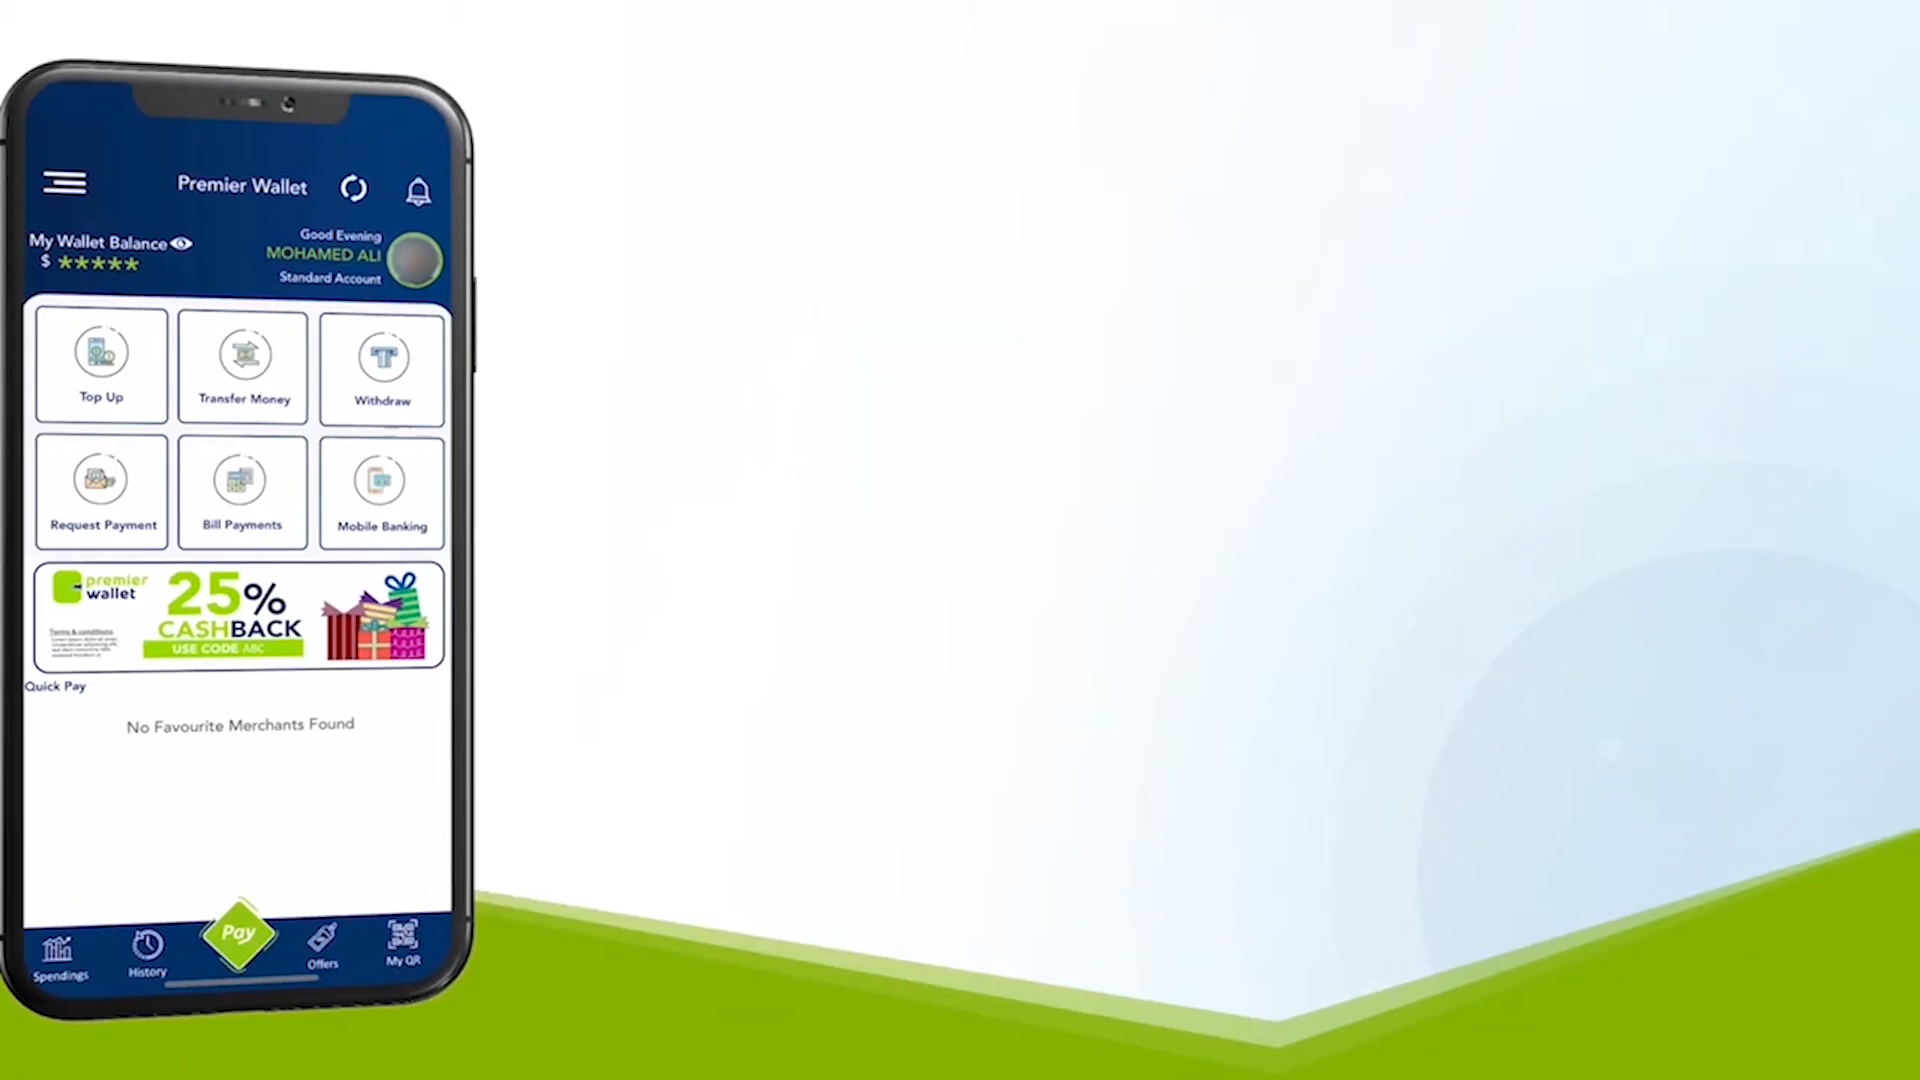 Premier Wallet
My Wallet Balance
$ *****
Good Evening
MOHAMED ALI
Standard Account
Top Up
Transfer Money
Withdraw
Request Payment
Bill Payments
Mobile Banking
premier
wallet
Terms & conditions
25%
CASHBACK
USE CODE ABC
Quick Pay
No Favourite Merchants Found
Spendings
History
Pay
Offers
My QR